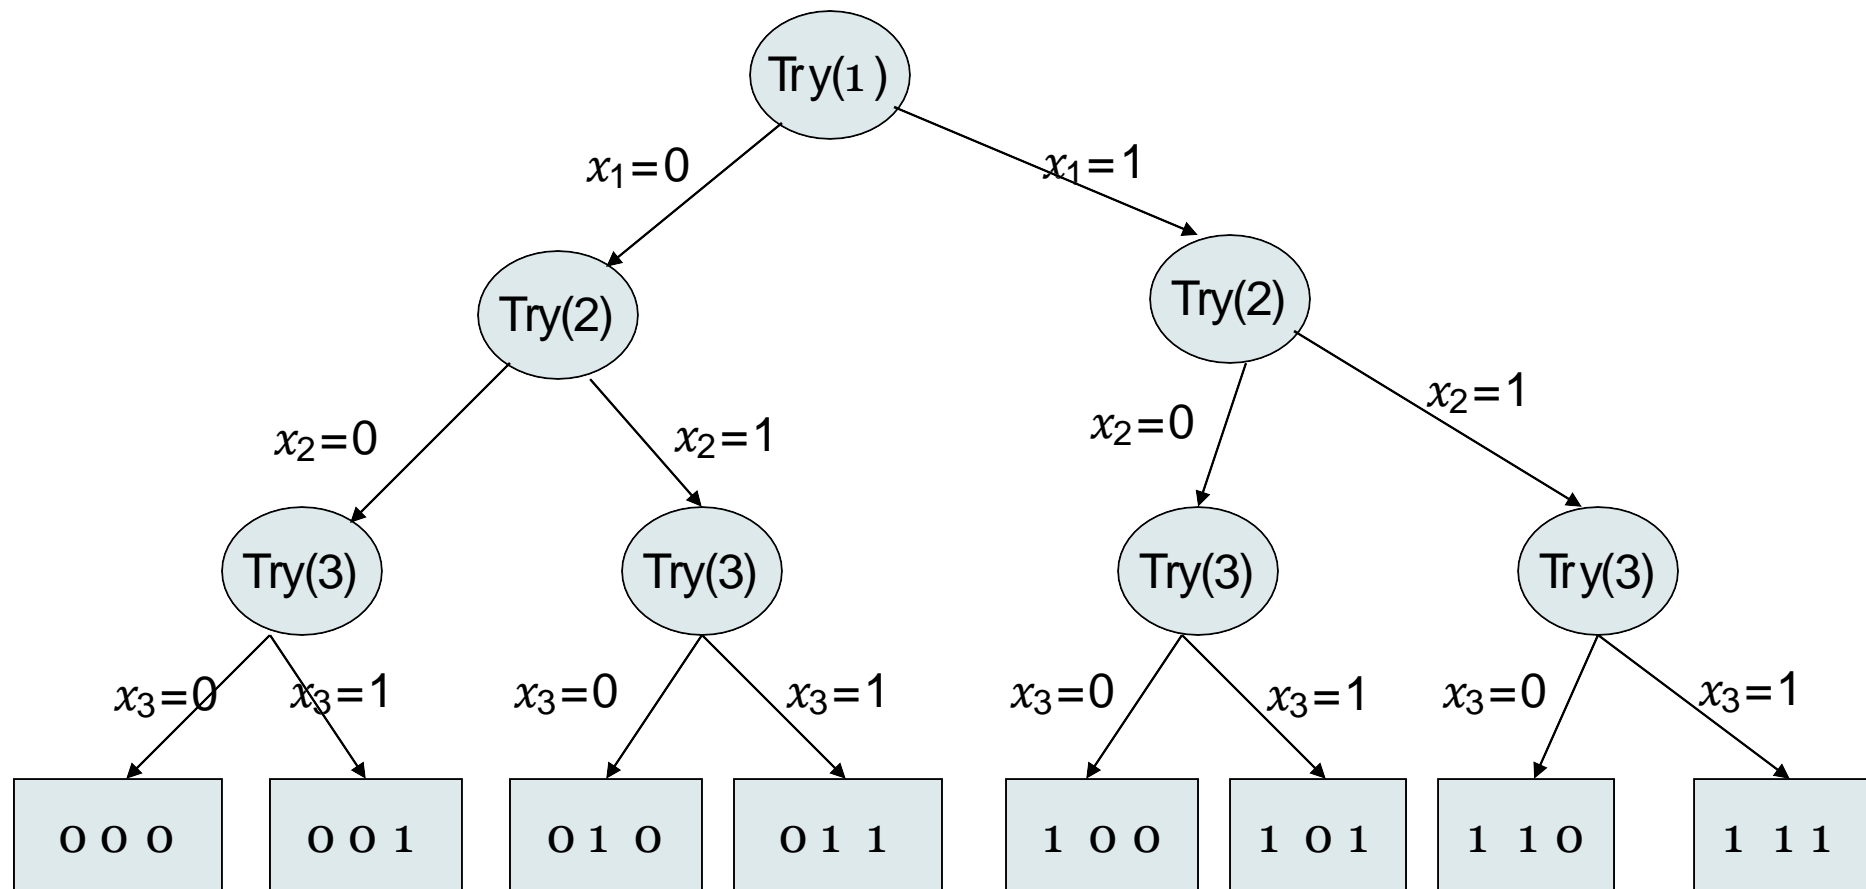 Try(1)
x₁=0
x₁=1
Try(2)
Try(2)
x₂=0
x₂=1
x₂=0
x₂=1
Try(3)
Try(3)
Try(3)
Try(3)
x₃=0
x₃=1
x₃=0
x₃=1
x₃=0
x₃=1
x₃=0
x₃=1
0 0 0
0 0 1
0 1 0
0 1 1
1 0 0
1 0 1
1 1 0
1 1 1